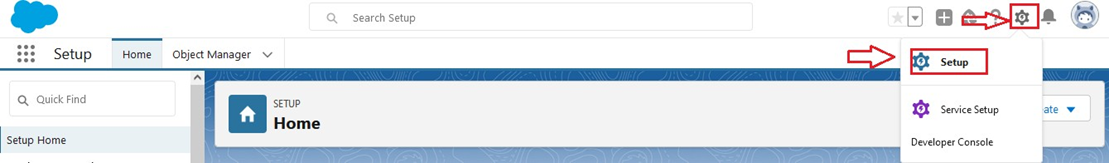 Search Setup
Setup
Home
Object Manager
Setup
Quick Find
SETUP
Home
Service Setup
Setup Home
Developer Console